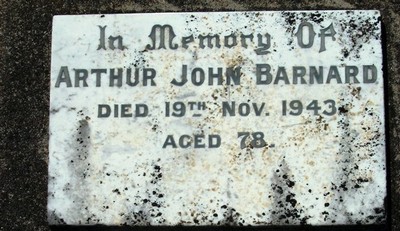 In Memory Of
ARTHUR JOHN BARNARD
DIED 19TH NOV. 1943
AGED 78.